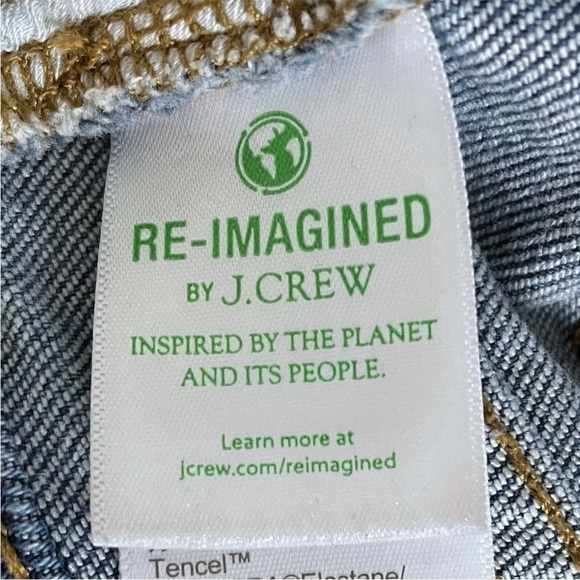 RE-IMAGINED
BY J.CREW
INSPIRED BY THE PLANET
AND ITS PEOPLE.
Learn more at
jcrew.com/reimagined
Tencel™